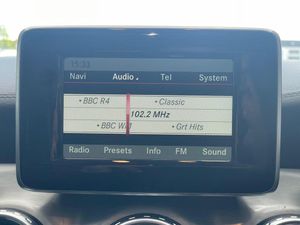 15:33
Navi Audio Tel System
• BBC R4 • Classic
102.2 MHz
• BBC • Grt Hits
Radio Presets Info FM Sound